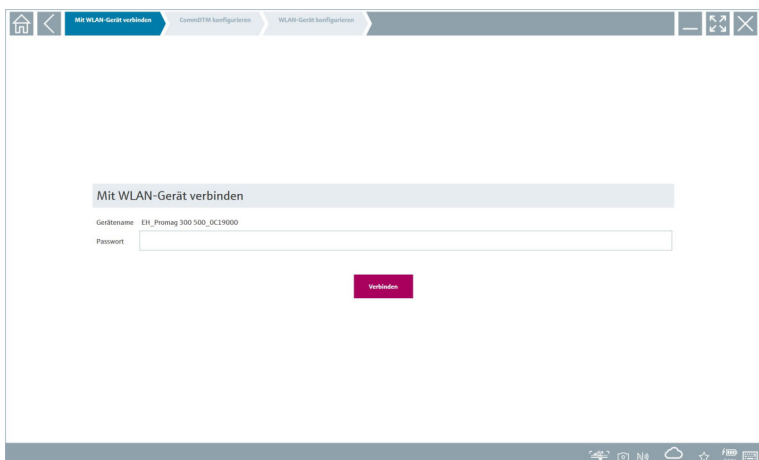 Mit WLAN-Gerät verbinden
CommDTM konfigurieren
WLAN-Gerät konfigurieren
Mit WLAN-Gerät verbinden
Gerätename EH_Promag 300 500_0C19000
Passwort
Verbinden